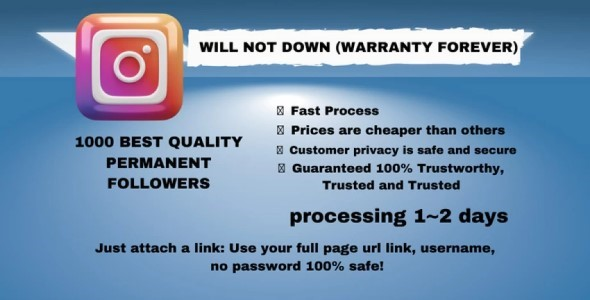 WILL NOT DOWN (WARRANTY FOREVER)
1000 BEST QUALITY
PERMANENT
FOLLOWERS
Fast Process
Prices are cheaper than others
Customer privacy is safe and secure
Guaranteed 100% Trustworthy,
Trusted and Trusted
processing 1~2 days
Just attach a link: Use your full page url link, username,
no password 100% safe!